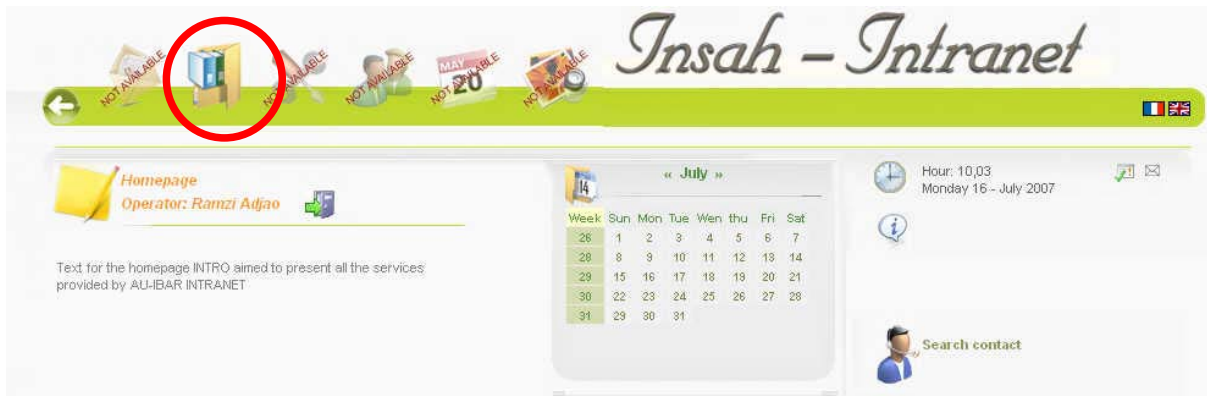 Insah – Intranet
NOT AVAILABLE
NOT AVAILABLE
NOT AVAILABLE
NOT AVAILABLE
NOT AVAILABLE
MAY
20
Homepage
Operator: Ramzi Adjao
Text for the homepage INTRO aimed to present all the services
provided by AU-IBAR INTRANET
14
« July »
Week Sun Mon Tue Wen thu Fri Sat
26 1 2 3 4 5 6 7
28 8 9 10 11 12 13 14
29 15 16 17 18 19 20 21
30 22 23 24 25 26 27 28
31 29 30 31
Hour: 10,03
Monday 16 - July 2007
Search contact